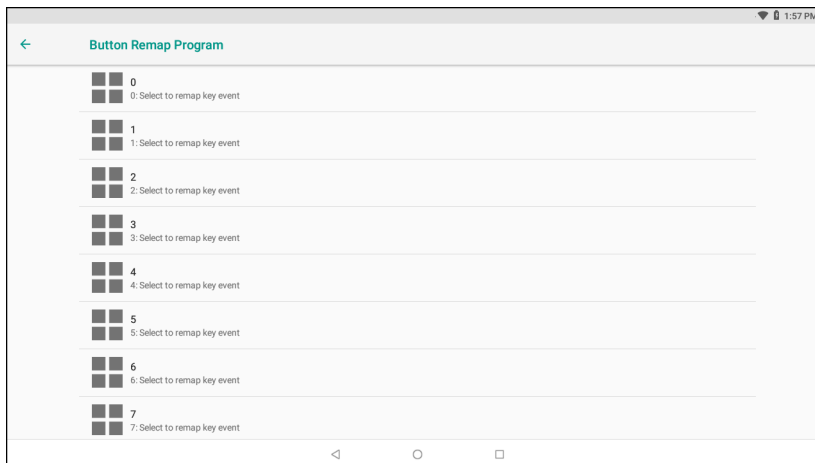 1:57 PM
Button Remap Program
0
0: Select to remap key event
1
1: Select to remap key event
2
2: Select to remap key event
3
3: Select to remap key event
4
4: Select to remap key event
5
5: Select to remap key event
6
6: Select to remap key event
7
7: Select to remap key event